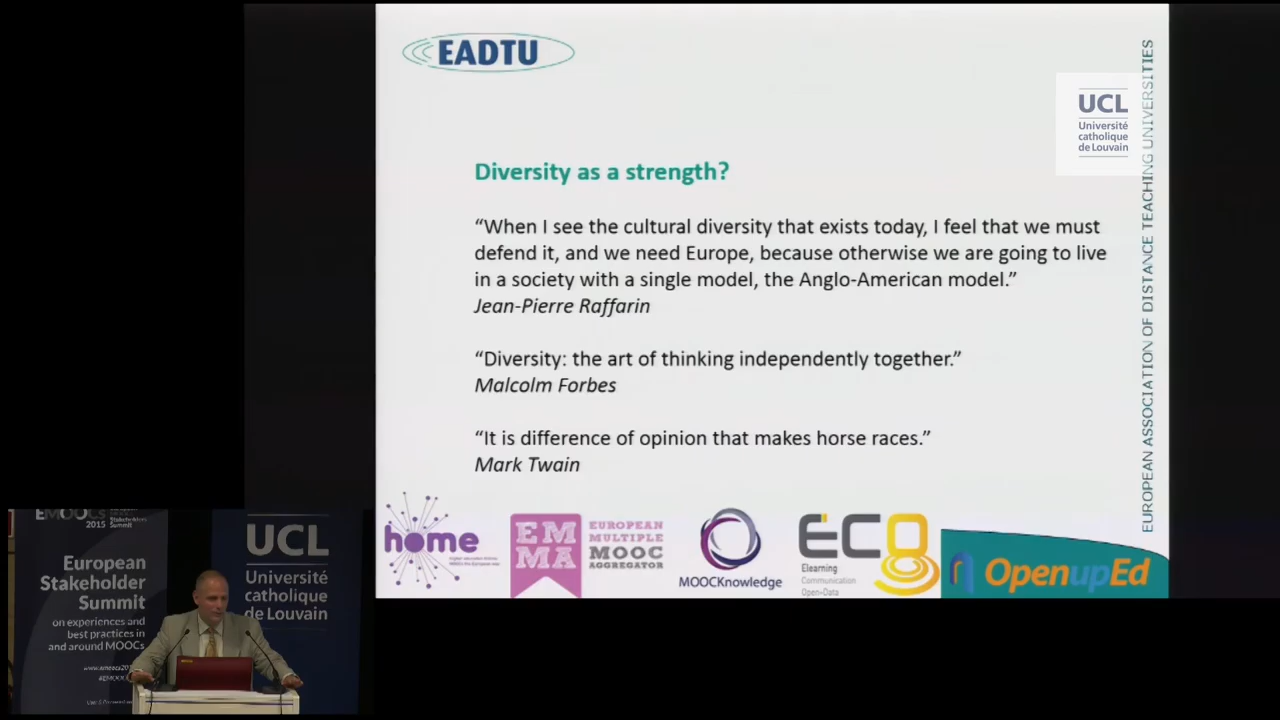 EADTU
UCL
Université
catholique
de Louvain
EUROPEAN ASSOCIATION OF DISTANCE TEACHING UNIVERSITIES
Diversity as a strength?
“When I see the cultural diversity that exists today, I feel that we must
defend it, and we need Europe, because otherwise we are going to live
in a society with a single model, the Anglo-American model.”
Jean-Pierre Raffarin
“Diversity: the art of thinking independently together.”
Malcolm Forbes
“It is difference of opinion that makes horse races.”
Mark Twain
home
EM
MA
EUROPEAN
MULTIPLE
MOOC
AGGREGATOR
MOOCKnowledge
ECO
Elearning
Communication
Open-Data
OpenupEd
EMOOCs
2015
Stakeholders
Summit
European
Stakeholder
Summit
on experiences and
best practices in
and around MOOCs
UCL
Université
catholique
de Louvain